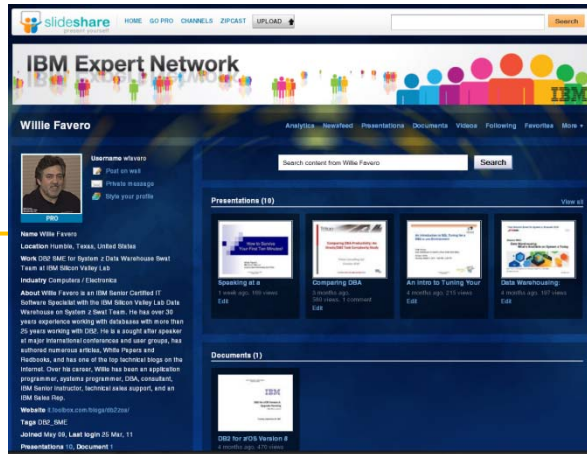 slideshare
present yourself
HOME GO PRO CHANNELS ZIPCAST UPLOAD
Search
IBM Expert Network
IBM
Willie Favero
Analytics Newsfeed Presentations Documents Videos Following Favorites More
Username wfavero
Post on wall
Private message
Style your profile
PRO
Search content from Willie Favero
Search
Name Willie Favero
Location Humble, Texas, United States
Work DB2 SME for System z Data Warehouse Swat
Team at IBM Silicon Valley Lab
Industry Computers / Electronics
About Willie Favero is an IBM Senior Certified IT
Software Specialist with the IBM Silicon Valley Lab Data
Warehouse on System z Swat Team. He has over 30
years experience working with databases with more than
25 years working with DB2. He is a sought after speaker
at major international conferences and user groups, has
authored numerous articles, White Papers and
Redbooks, and has one of the top technical blogs on the
Internet. Over his career, Willie has been an application
programmer, systems programmer, DBA, consultant,
IBM Senior Instructor, technical sales support, and an
IBM Sales Rep.
Website it.toolbox.com/blogs/db2zos/
Tags DB2_SME
Joined May 09, Last login 25 Mar, 11
Presentations 10, Document 1
Presentations (10)
View all
How to Survive
Your First Ten Minutes!
Speaking at a
1 week ago, 169 views
Edit
Comparing DBA
3 months ago
380 views, 1 comment
Edit
An Intro to Tuning Your
4 months ago, 215 views
Edit
Data Warehousing:
4 months ago, 197 views
Edit
Documents (1)
IBM
DB2 for z/OS Version 8
4 months ago, 470 views